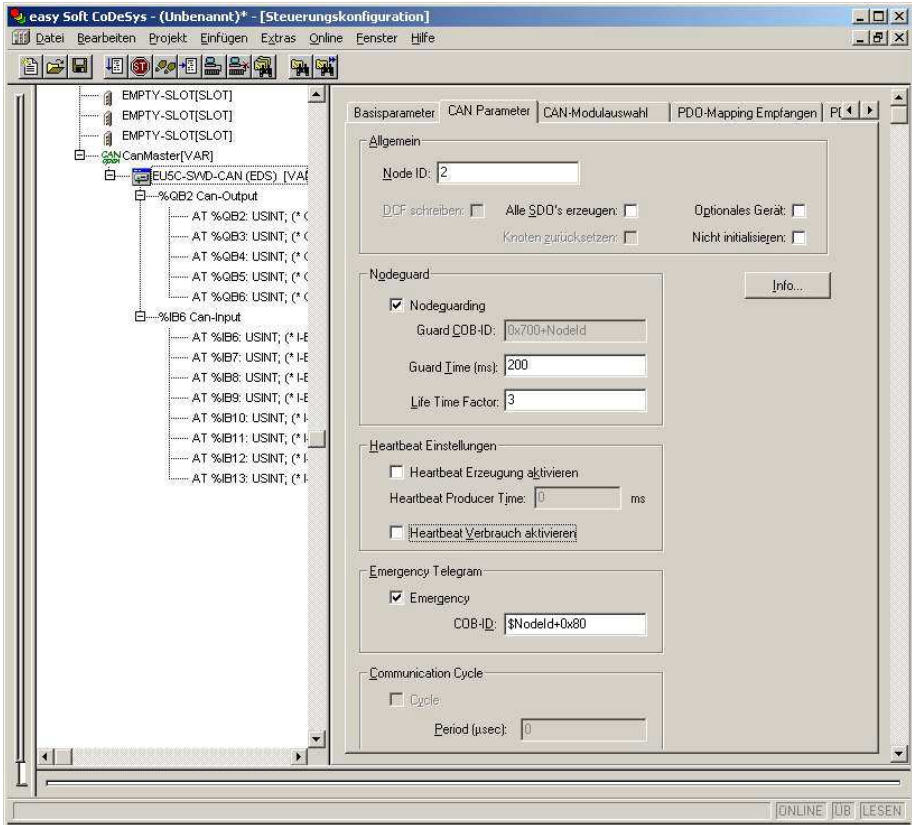 easy Soft CoDeSys - (Unbenannt)* - [Steuerungskonfiguration]
Datei Bearbeiten Projekt Einfügen Extras Online Fenster Hilfe
EMPTY-SLOT[SLOT]
EMPTY-SLOT[SLOT]
EMPTY-SLOT[SLOT]
CanMaster[VAR]
EU5C-SWD-CAN (EDS) [VAR
%QB2 Can-Output
AT %QB2: USINT; (* C
AT %QB3: USINT; (* C
AT %QB4: USINT; (* C
AT %QB5: USINT; (* C
AT %QB6: USINT; (* C
%IB6 Can-Input
AT %IB6: USINT; (* I-E
AT %IB7: USINT; (* I-E
AT %IB8: USINT; (* I-E
AT %IB9: USINT; (* I-E
AT %IB10: USINT; (* I-
AT %IB11: USINT; (* I-
AT %IB12: USINT; (* I-
AT %IB13: USINT; (* I-
Basisparameter CAN Parameter CAN-Modulauswahl PDO-Mapping Empfangen
Allgemein
Node ID: 2
DCF schreiben: Alle SDO's erzeugen: Optionales Gerät:
Knoten zurücksetzen: Nicht initialisieren:
Info...
Nodeguard
Nodeguarding
Guard COB-ID: 0x700+NodeId
Guard Time (ms): 200
Life Time Factor: 3
Heartbeat Einstellungen
Heartbeat Erzeugung aktivieren
Heartbeat Producer Time: 0 ms
Heartbeat Verbrauch aktivieren
Emergency Telegram
Emergency
COB-ID: $NodeId+0x80
Communication Cycle
Cycle
Period (µsec): 0
ONLINE ÜB LESEN